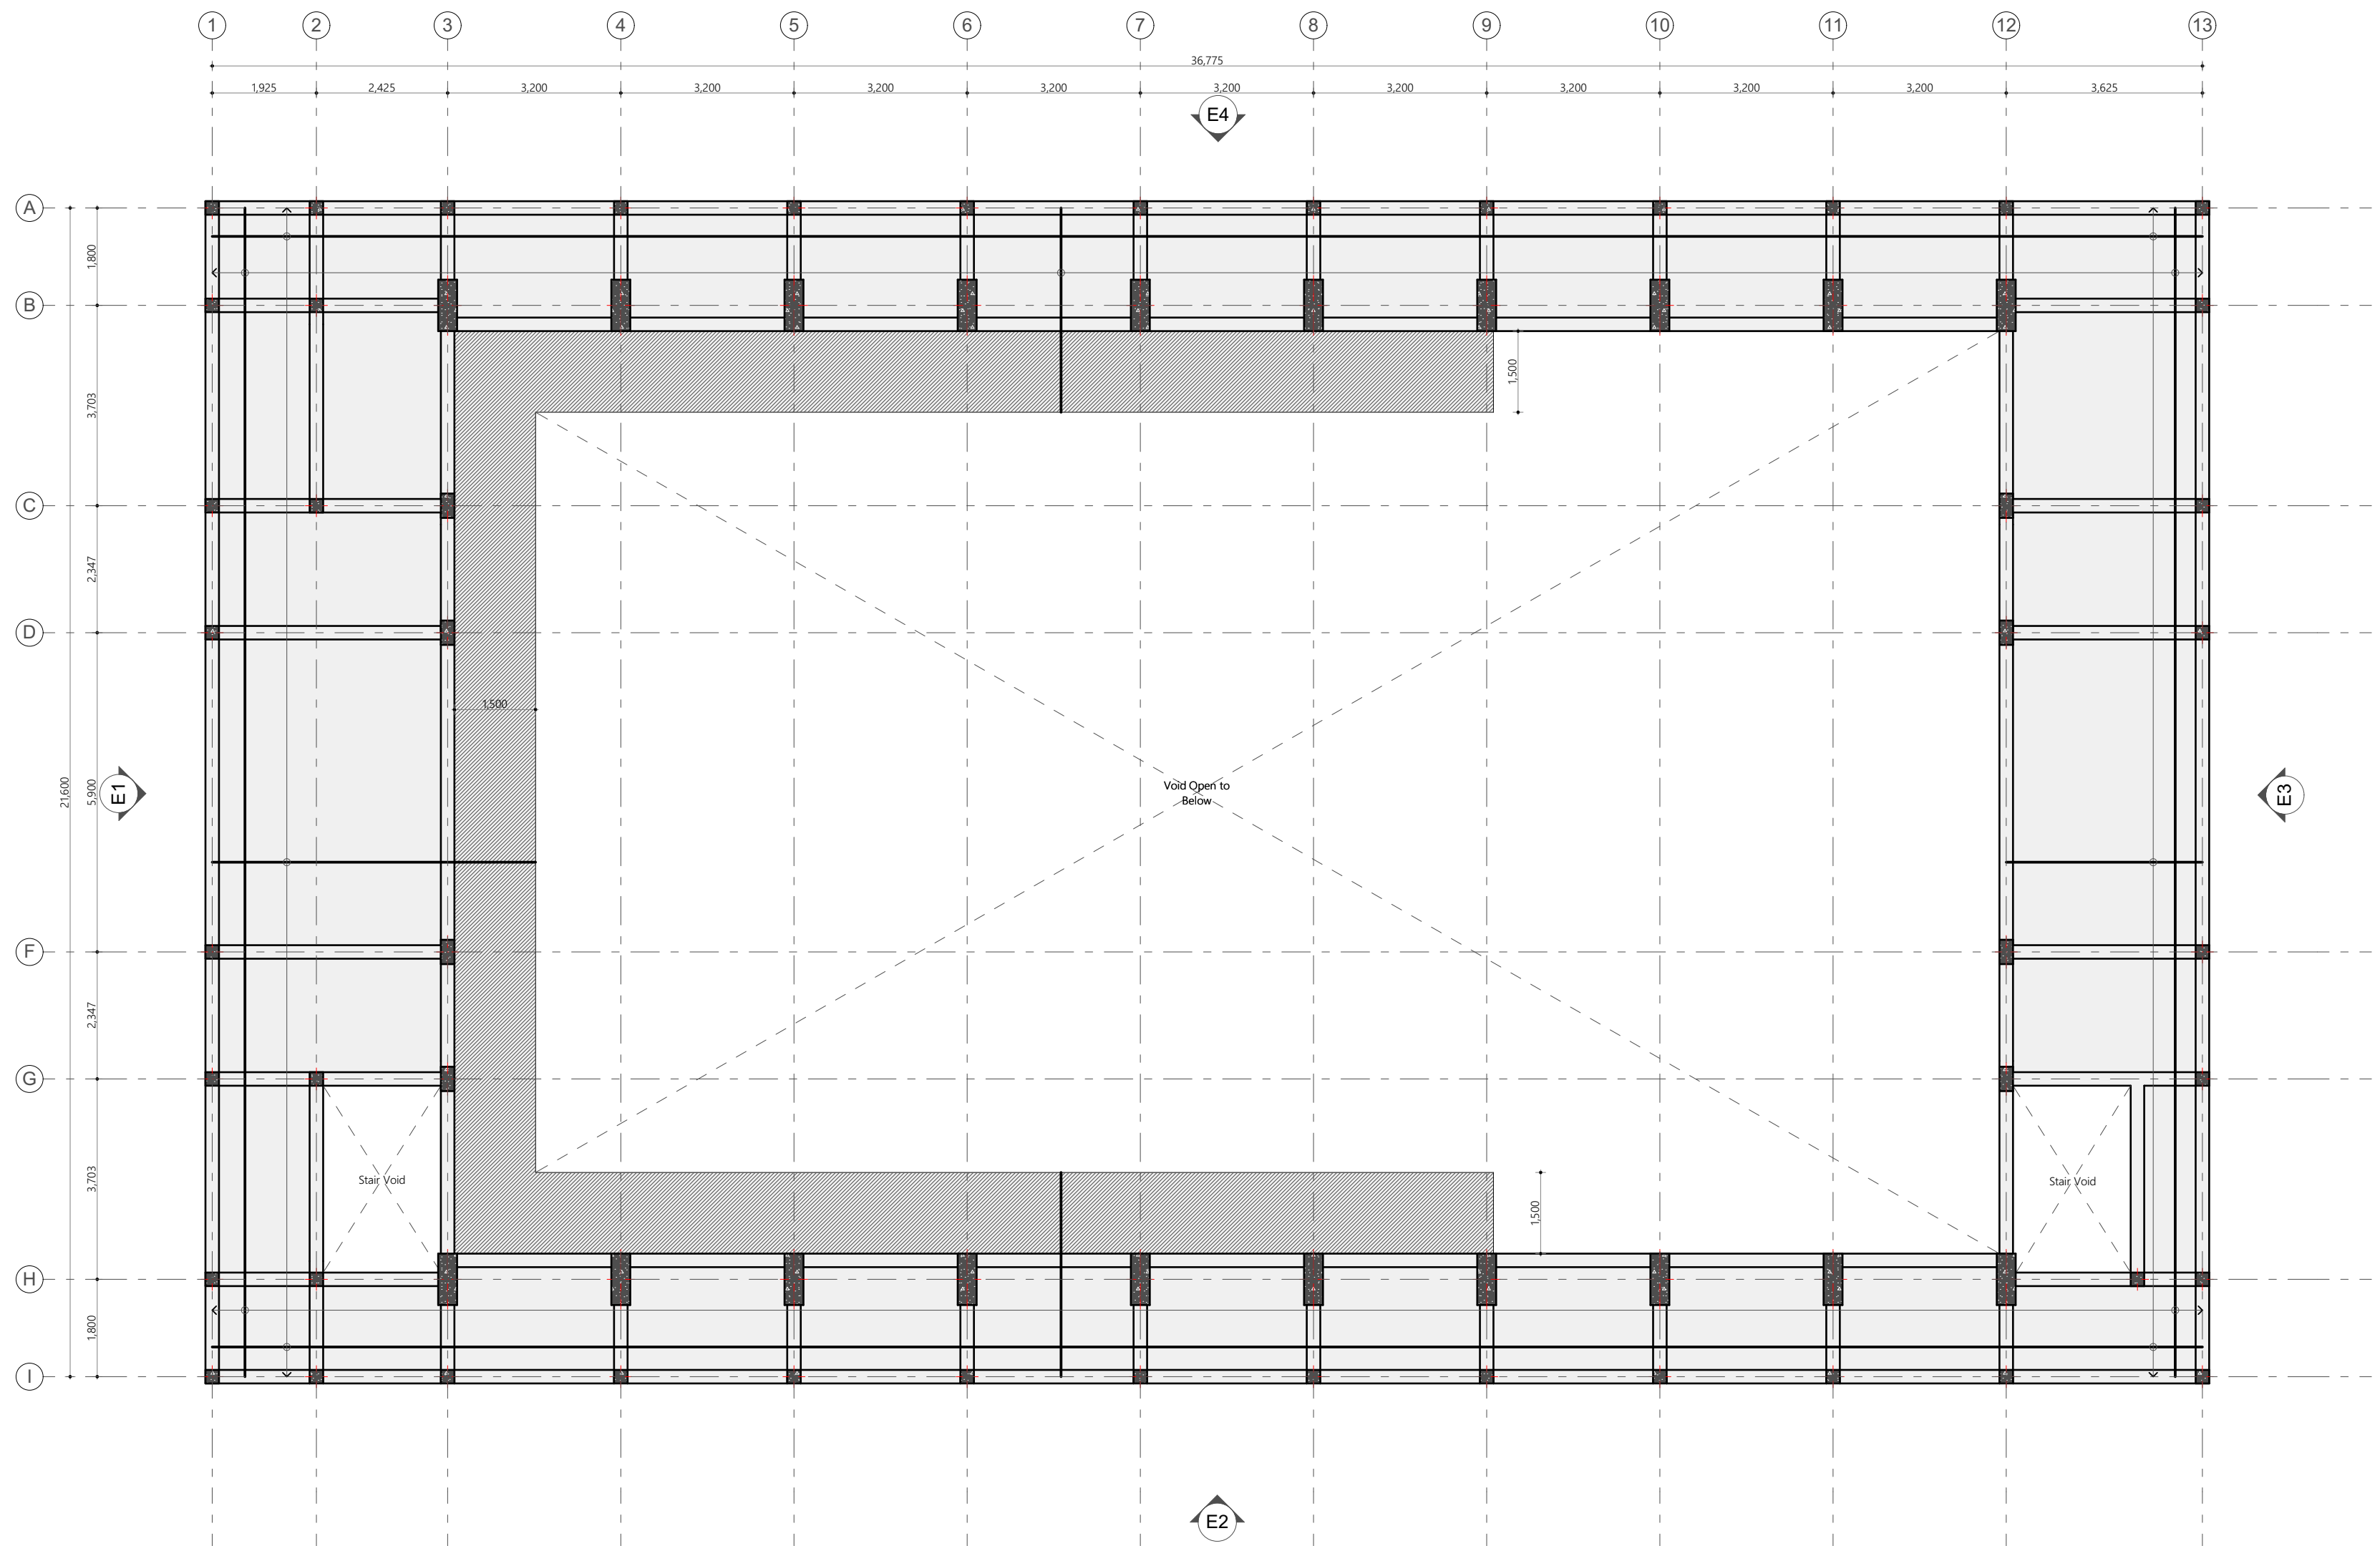 1 2 3 4 5 6 7 8 9 10 11 12 13
36,775
1,925 2,425 3,200 3,200 3,200 3,200 3,200 3,200 3,200 3,200 3,200 3,625
E4
A
1,800
B
1,500
3,703
C
2,347
D
1,500
21,600
5,900
E1
Void Open to
Below
E3
F
2,347
G
3,703
Stair Void
Stair Void
1,500
H
1,800
I
E2